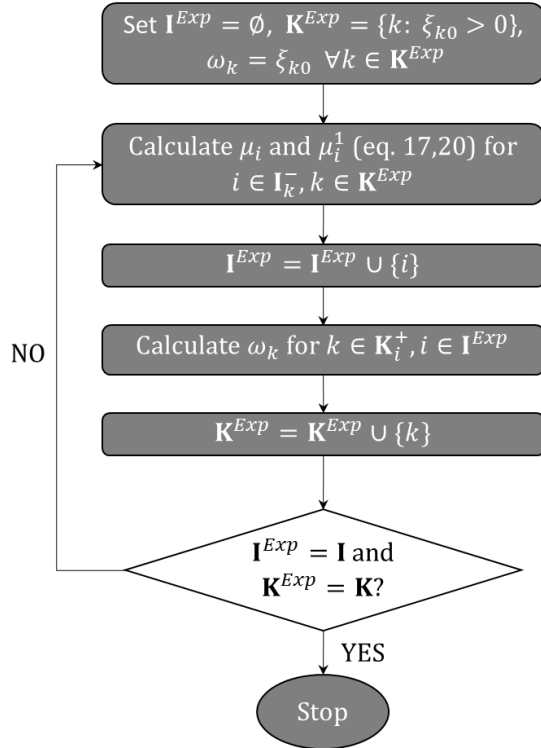 Set 𝐈^{Exp} = ∅, 𝐊^{Exp} = {k: ξ_{k0} > 0},
ω_k = ξ_{k0} ∀k ∈ 𝐊^{Exp}
Calculate μ_i and μ_i^1 (eq. 17,20) for
i ∈ 𝐈_k^−, k ∈ 𝐊^{Exp}
𝐈^{Exp} = 𝐈^{Exp} ∪ {i}
NO
Calculate ω_k for k ∈ 𝐊_i^+, i ∈ 𝐈^{Exp}
𝐊^{Exp} = 𝐊^{Exp} ∪ {k}
𝐈^{Exp} = 𝐈 and
𝐊^{Exp} = 𝐊?
YES
Stop